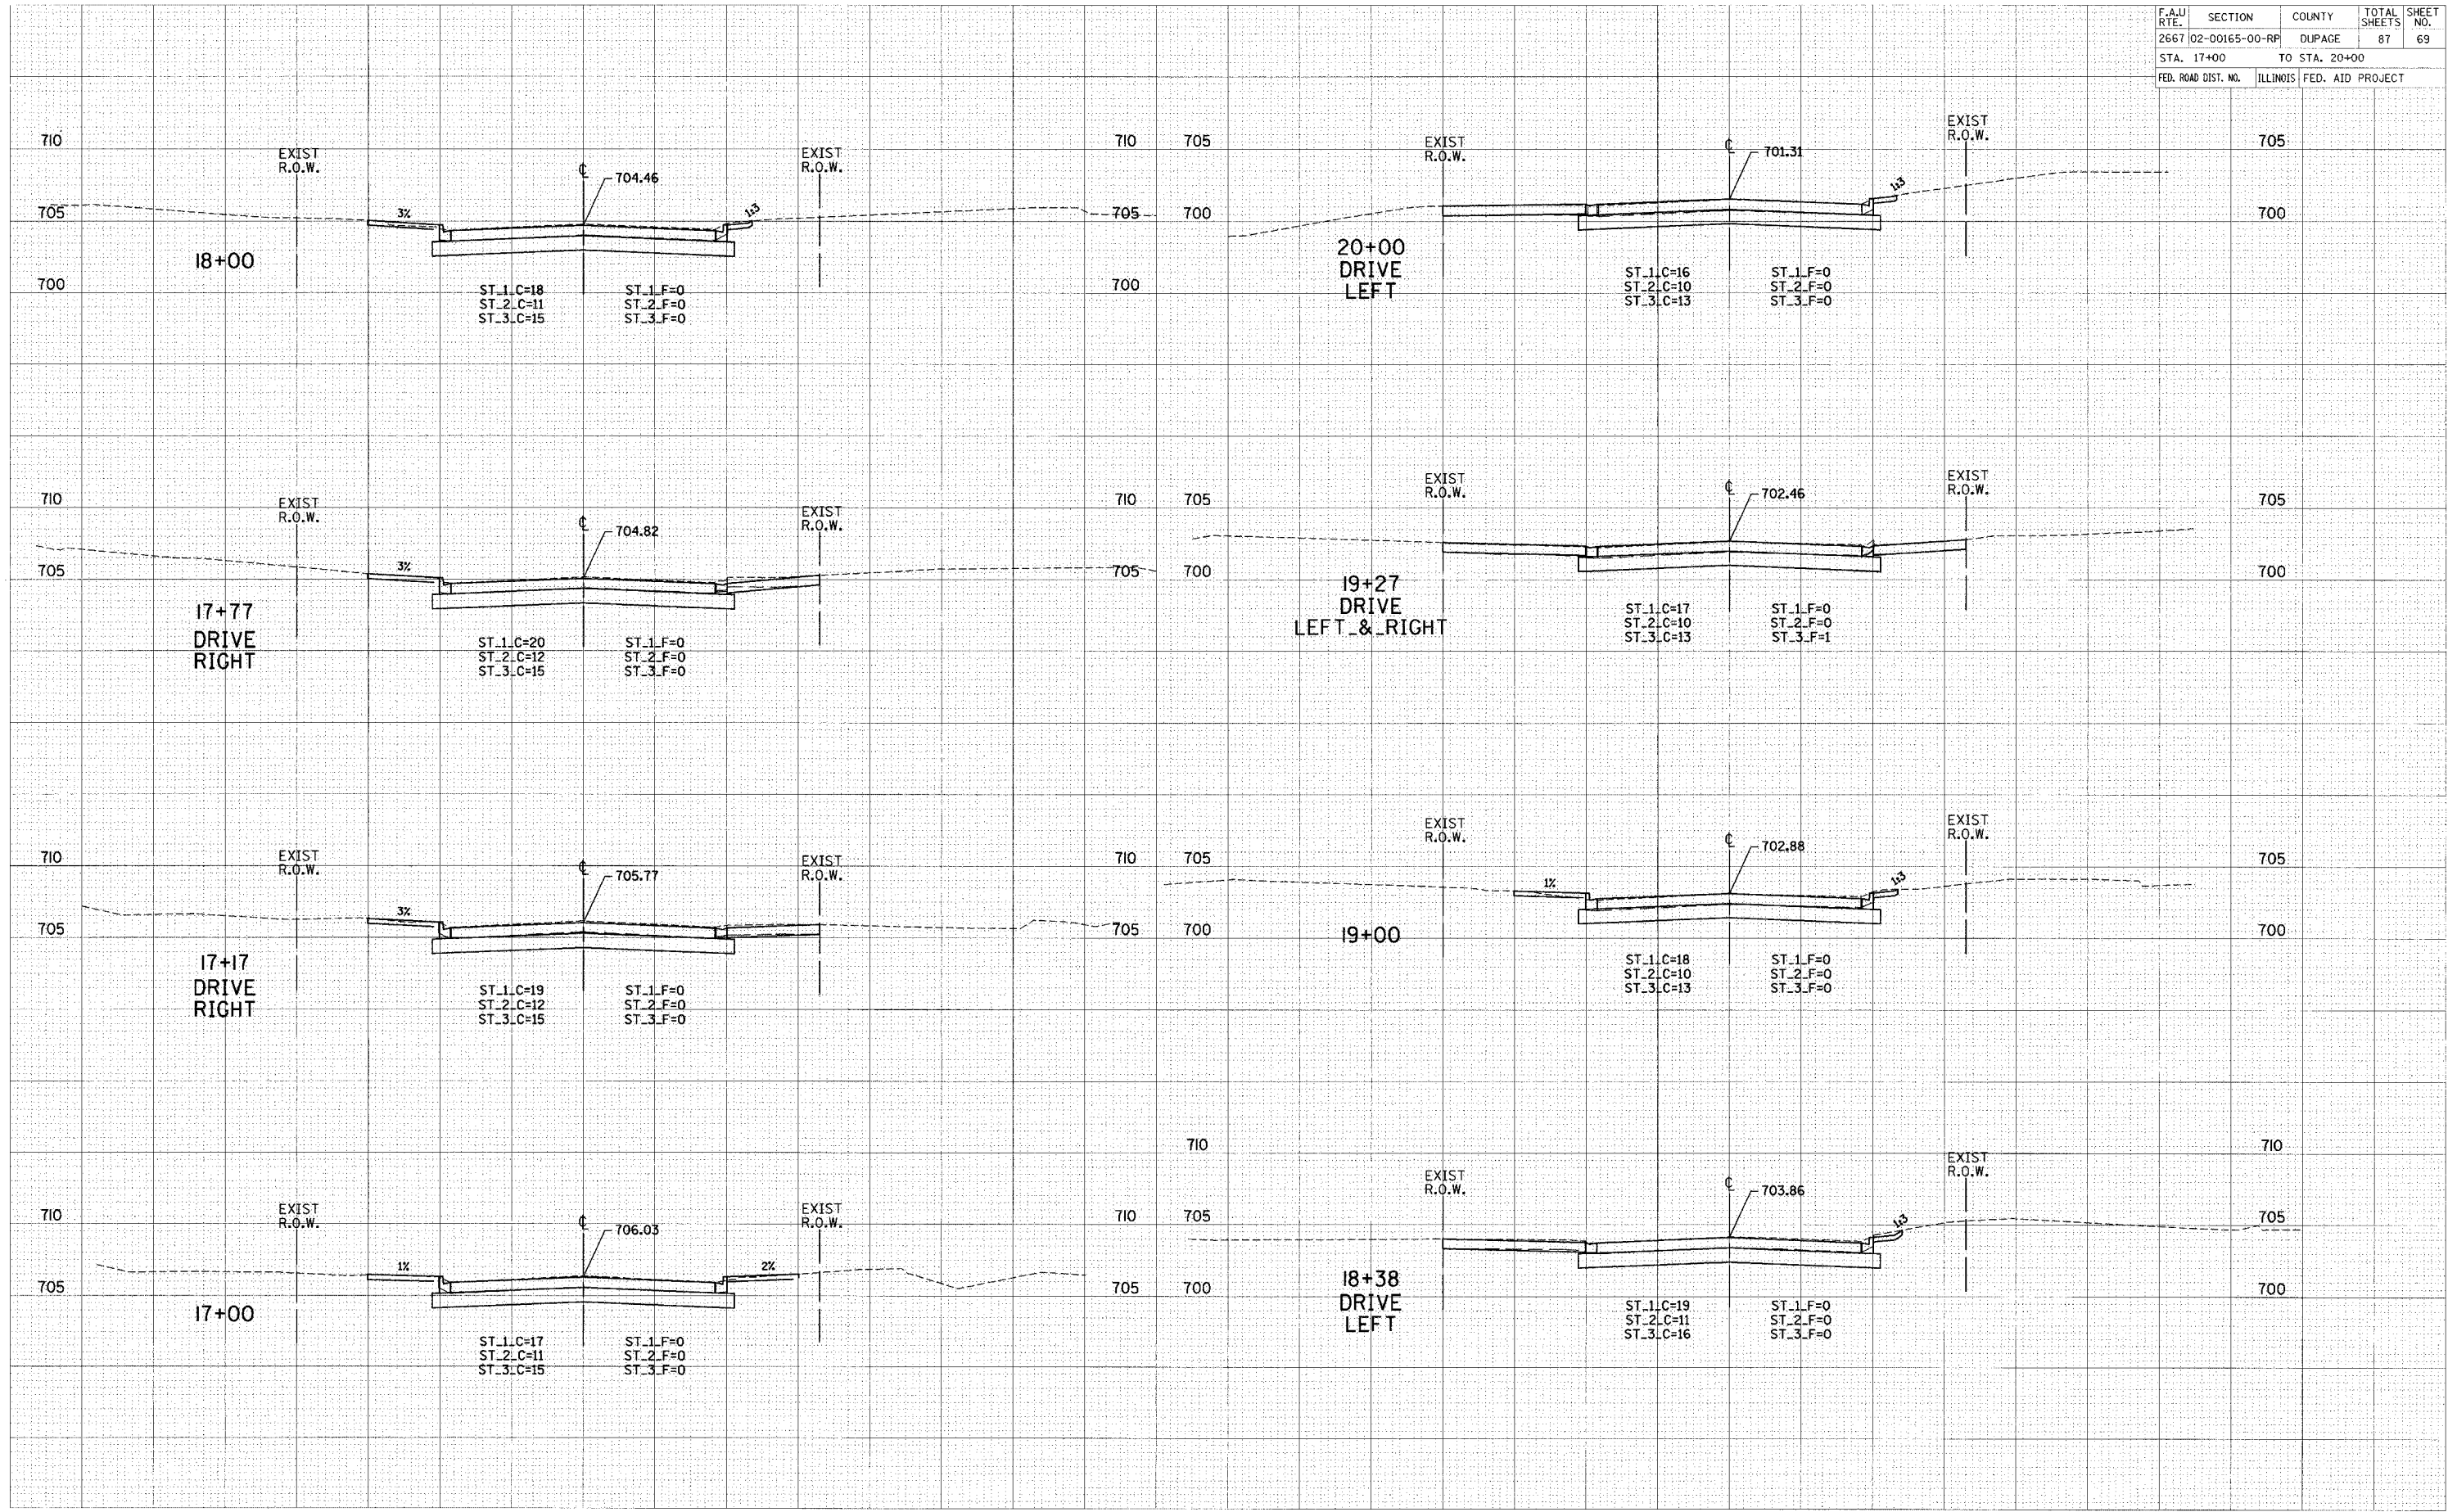 F.A.U RTE. SECTION COUNTY TOTAL SHEETS SHEET NO.
2667 02-00165-00-RP DUPAGE 87 69
STA. 17+00 TO STA. 20+00
FED. ROAD DIST. NO. ILLINOIS FED. AID PROJECT
710 710
EXIST R.O.W.
EXIST R.O.W.
℄ 704.46
705 3% 1:3 705
18+00
700 700
ST_1_C=18 ST_1_F=0
ST_2_C=11 ST_2_F=0
ST_3_C=15 ST_3_F=0
710 710
EXIST R.O.W.
EXIST R.O.W.
℄ 704.82
705 3% 705
17+77
DRIVE
RIGHT
ST_1_C=20 ST_1_F=0
ST_2_C=12 ST_2_F=0
ST_3_C=15 ST_3_F=0
710 710
EXIST R.O.W.
EXIST R.O.W.
℄ 705.77
705 3% 705
17+17
DRIVE
RIGHT
ST_1_C=19 ST_1_F=0
ST_2_C=12 ST_2_F=0
ST_3_C=15 ST_3_F=0
710 710
EXIST R.O.W.
EXIST R.O.W.
℄ 706.03
705 1% 2% 705
17+00
ST_1_C=17 ST_1_F=0
ST_2_C=11 ST_2_F=0
ST_3_C=15 ST_3_F=0
705 705
EXIST R.O.W.
EXIST R.O.W.
℄ 701.31
700 1:3 700
20+00
DRIVE
LEFT
ST_1_C=16 ST_1_F=0
ST_2_C=10 ST_2_F=0
ST_3_C=13 ST_3_F=0
705 705
EXIST R.O.W.
EXIST R.O.W.
℄ 702.46
700 700
19+27
DRIVE
LEFT_&_RIGHT
ST_1_C=17 ST_1_F=0
ST_2_C=10 ST_2_F=0
ST_3_C=13 ST_3_F=1
EXIST R.O.W.
EXIST R.O.W.
705 705
℄ 702.88
1% 1:3
700 700
19+00
ST_1_C=18 ST_1_F=0
ST_2_C=10 ST_2_F=0
ST_3_C=13 ST_3_F=0
710 710
EXIST R.O.W.
EXIST R.O.W.
℄ 703.86
705 1:3 705
700 700
18+38
DRIVE
LEFT
ST_1_C=19 ST_1_F=0
ST_2_C=11 ST_2_F=0
ST_3_C=16 ST_3_F=0